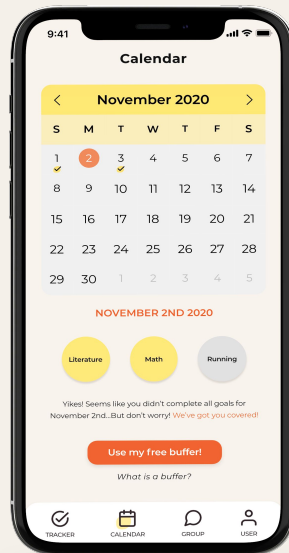 9:41
Calendar
< November 2020 >
S M T W T F S
1 2 3 4 5 6 7
8 9 10 11 12 13 14
15 16 17 18 19 20 21
22 23 24 25 26 27 28
29 30 1 2 3 4 5
NOVEMBER 2ND 2020
Literature Math Running
Yikes! Seems like you didn't complete all goals for
November 2nd...But don't worry! We've got you covered!
Use my free buffer!
What is a buffer?
TRACKER CALENDAR GROUP USER